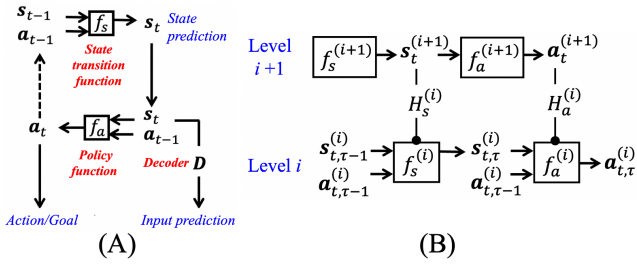 s_{t-1}
a_{t-1}
f_s
s_t
State prediction
State transition function
s_t
a_{t-1}
f_a
a_t
Policy function
Decoder D
Action/Goal
Input prediction
(A)
Level i+1
f_s^{(i+1)}
s_t^{(i+1)}
f_a^{(i+1)}
a_t^{(i+1)}
H_s^{(i)}
H_a^{(i)}
Level i
s_{t,τ-1}^{(i)}
a_{t,τ-1}^{(i)}
f_s^{(i)}
s_{t,τ}^{(i)}
a_{t,τ-1}^{(i)}
f_a^{(i)}
a_{t,τ}^{(i)}
(B)